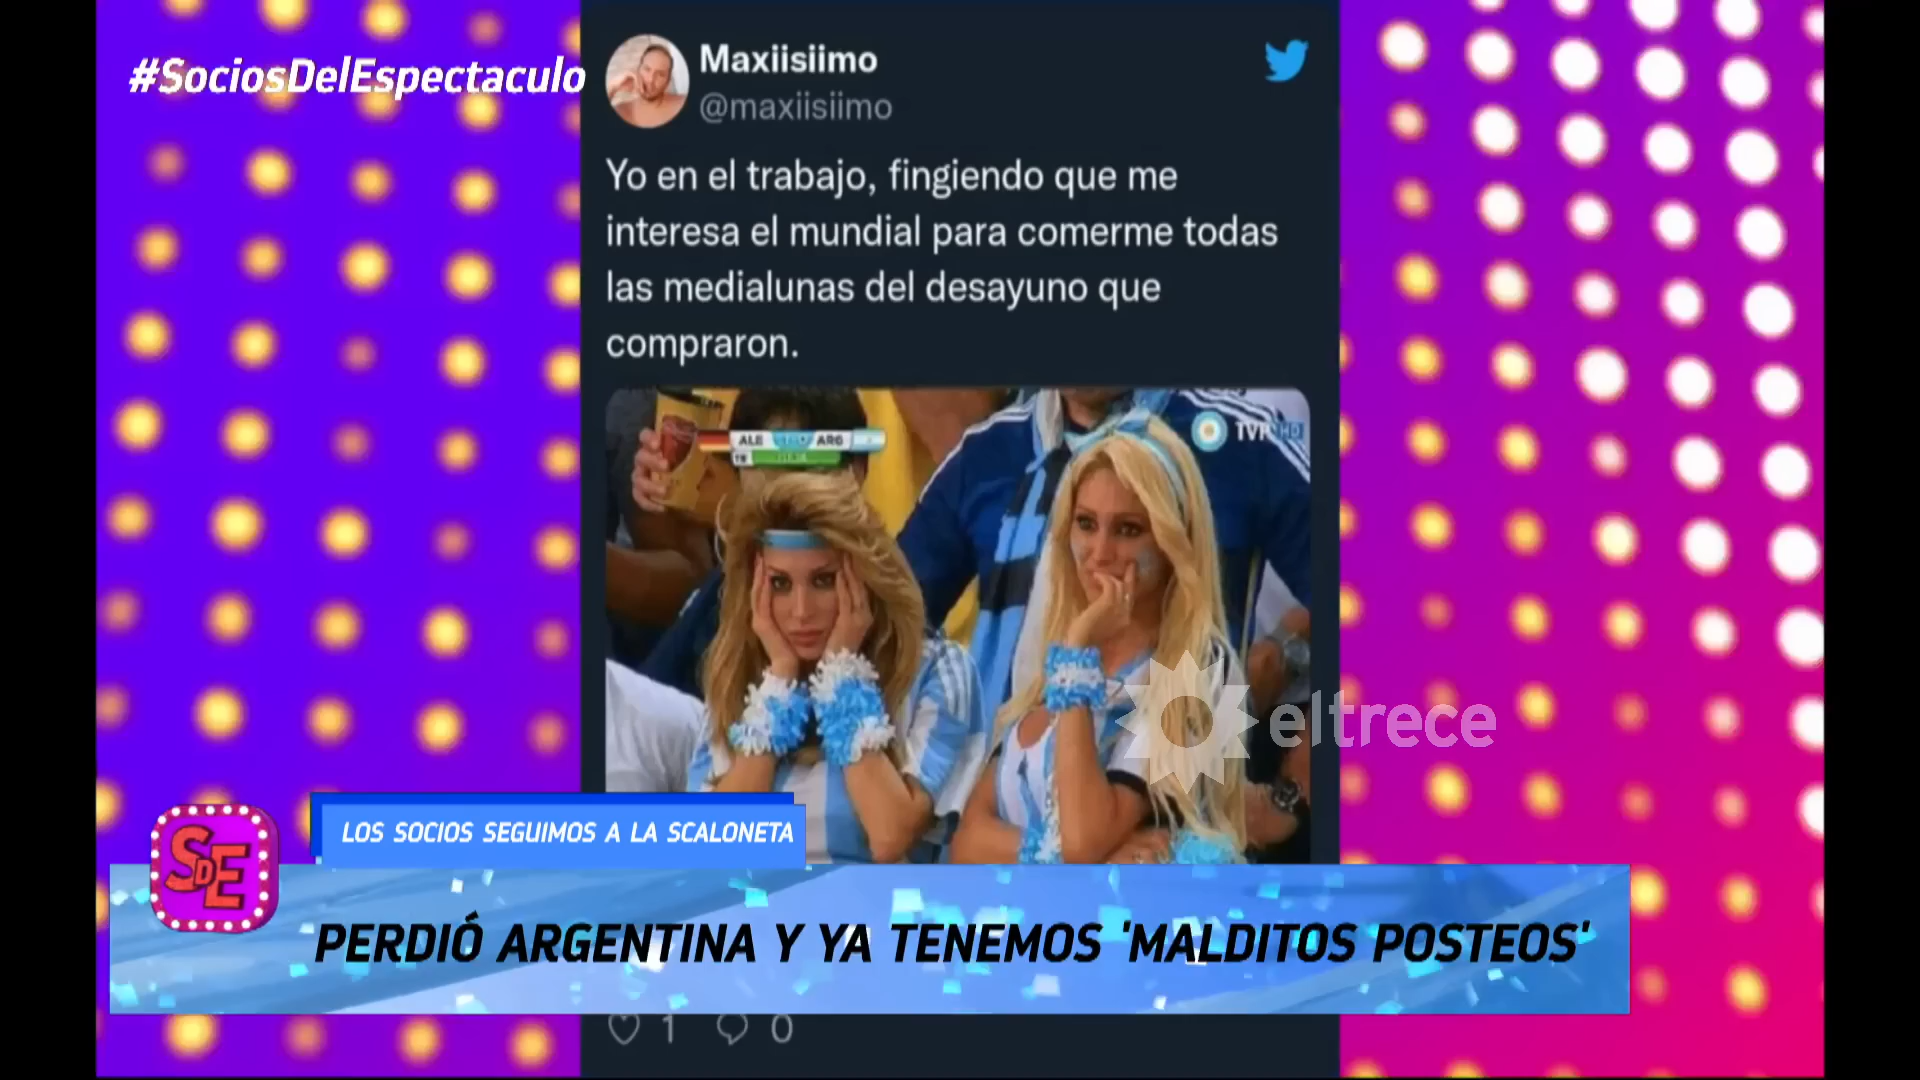 #SociosDelEspectaculo
Maxiisiimo
@maxiisiimo
Yo en el trabajo, fingiendo que me
interesa el mundial para comerme todas
las medialunas del desayuno que
compraron.
ALE
ARG
TVP HD
eltrece
LOS SOCIOS SEGUIMOS A LA SCALONETA
SDE
PERDIÓ ARGENTINA Y YA TENEMOS 'MALDITOS POSTEOS'
1
0